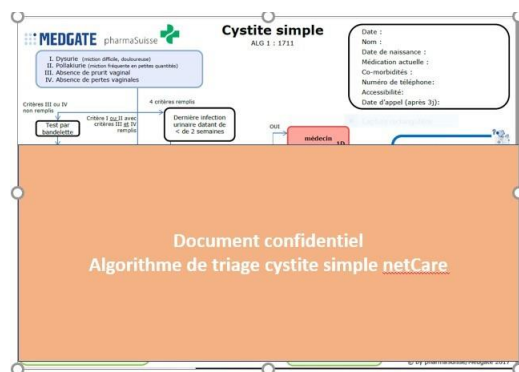 MEDGATE pharmaSuisse
Cystite simple
ALG 1 : 1711
Date :
Nom :
Date de naissance :
Médication actuelle :
Co-morbidités :
Numéro de téléphone:
Accessibilité:
Date d'appel (après 3j):
I. Dysurie (miction difficile, douloureuse)
II. Pollakiurie (miction fréquente en petites quantités)
III. Absence de prurit vaginal
IV. Absence de pertes vaginales
Critères III ou IV
non remplis
Test par
bandelette
Critère I ou II avec
critères III et IV
remplis
4 critères remplis
Dernière infection
urinaire datant de
< de 2 semaines
OUI
médecin
Document confidentiel
Algorithme de triage cystite simple netCare
© by pharmaSuisse/Medgate 2017